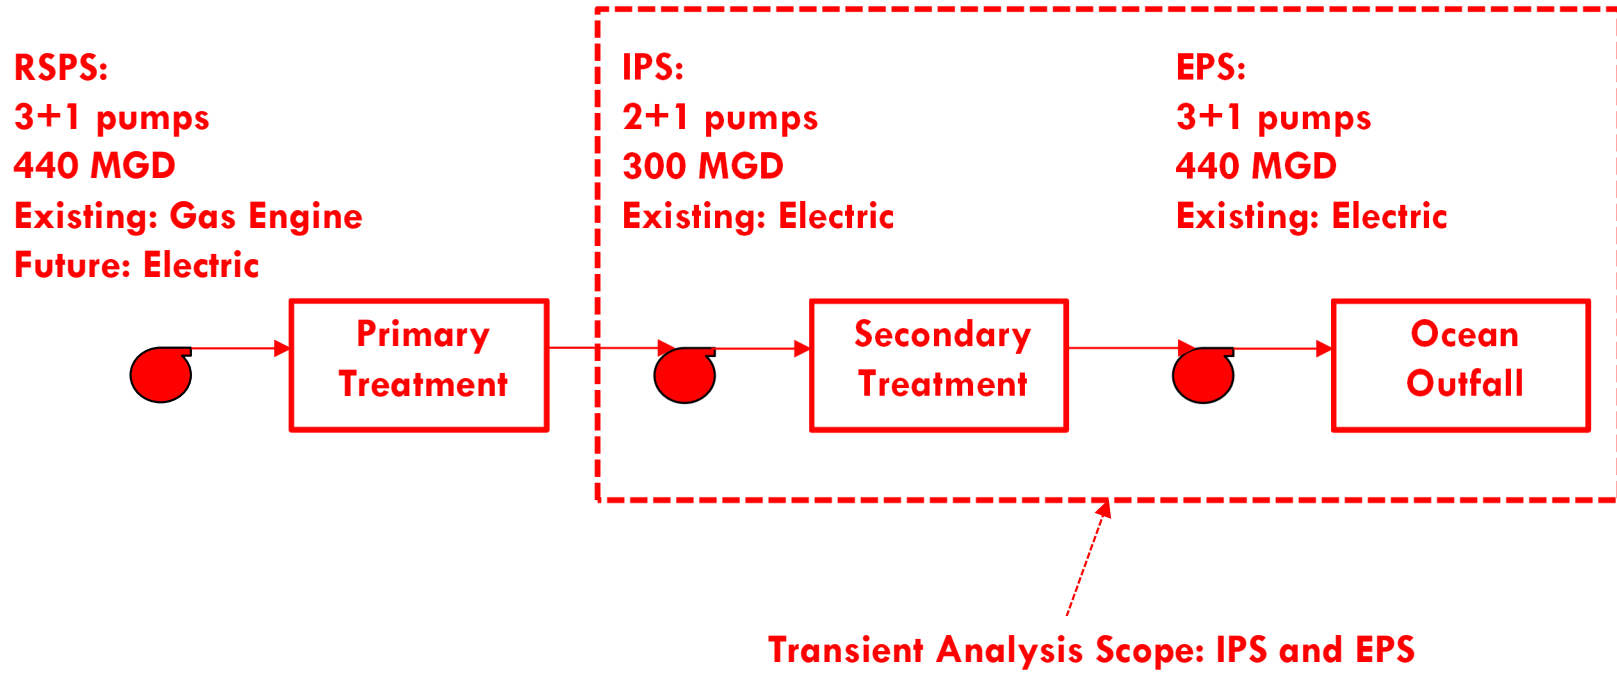 RSPS:
3+1 pumps
440 MGD
Existing: Gas Engine
Future: Electric
IPS:
2+1 pumps
300 MGD
Existing: Electric
EPS:
3+1 pumps
440 MGD
Existing: Electric
Primary
Treatment
Secondary
Treatment
Ocean
Outfall
Transient Analysis Scope: IPS and EPS